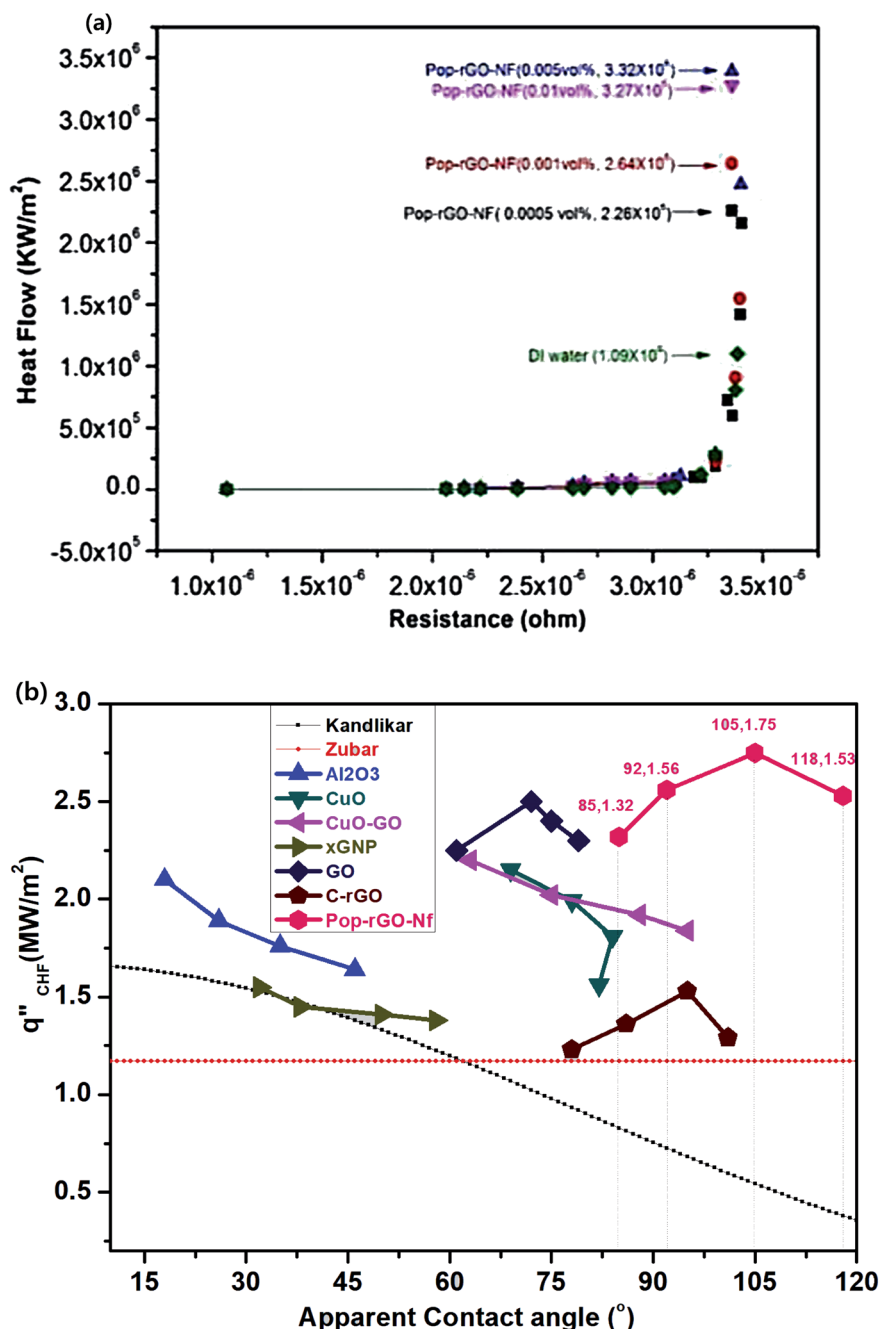 (a)
3.5x10⁶
3.0x10⁶
2.5x10⁶
2.0x10⁶
1.5x10⁶
1.0x10⁶
5.0x10⁵
0.0
-5.0x10⁵
Heat Flow (KW/m²)
Pop-rGO-NF(0.005vol%, 3.32X10⁶)
Pop-rGO-NF(0.01vol%, 3.27X10⁶)
Pop-rGO-NF(0.001vol%, 2.64X10⁶)
Pop-rGO-NF( 0.0005 vol%, 2.26X10⁶)
DI water (1.09X10⁶)
1.0x10⁻⁶ 1.5x10⁻⁶ 2.0x10⁻⁶ 2.5x10⁻⁶ 3.0x10⁻⁶ 3.5x10⁻⁶
Resistance (ohm)
(b)
3.0
2.5
2.0
1.5
1.0
0.5
q"CHF(MW/m²)
Kandlikar
Zubar
Al2O3
CuO
CuO-GO
xGNP
GO
C-rGO
Pop-rGO-Nf
85,1.32
92,1.56
105,1.75
118,1.53
15 30 45 60 75 90 105 120
Apparent Contact angle (°)